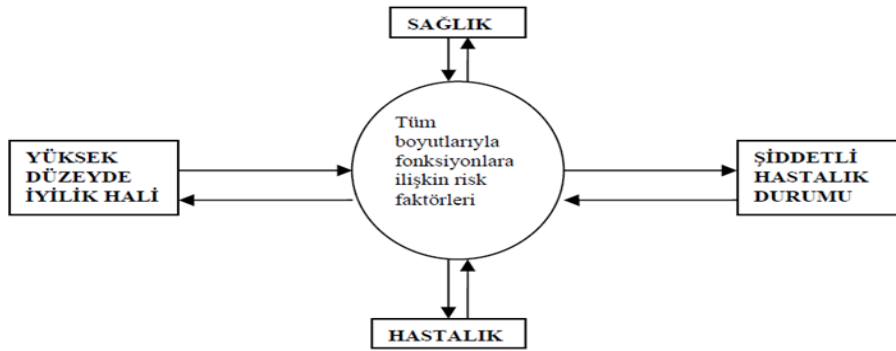 SAĞLIK
YÜKSEK
DÜZEYDE
İYİLİK HALİ
Tüm
boyutlarıyla
fonksiyonlara
ilişkin risk
faktörleri
ŞİDDETLİ
HASTALIK
DURUMU
HASTALIK